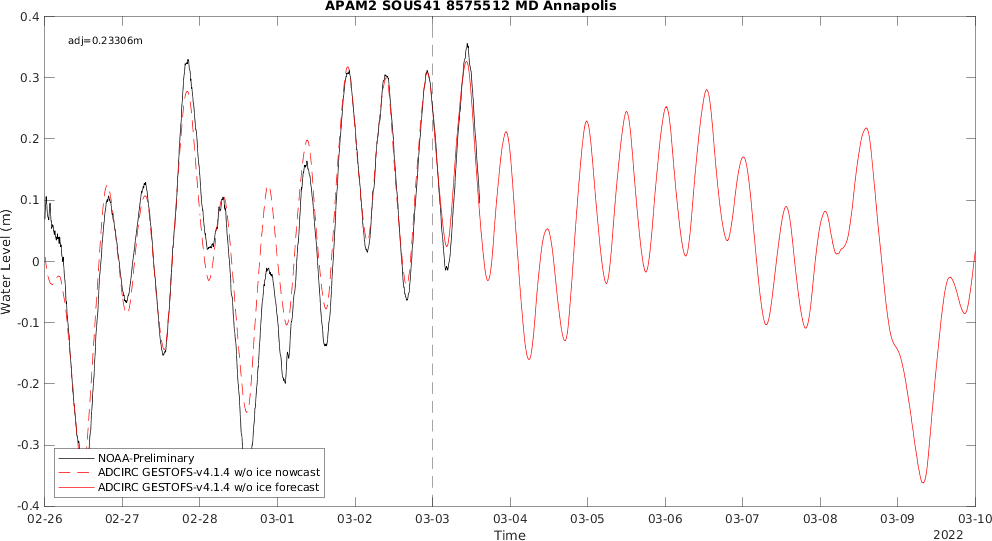 APAM2 SOUS41 8575512 MD Annapolis
0.4
adj=0.23306m
0.3
0.2
0.1
0
-0.1
-0.2
-0.3
-0.4
Water Level (m)
NOAA-Preliminary
ADCIRC GESTOFS-v4.1.4 w/o ice nowcast
ADCIRC GESTOFS-v4.1.4 w/o ice forecast
02-26 02-27 02-28 03-01 03-02 03-03 03-04 03-05 03-06 03-07 03-08 03-09 03-10
Time
2022